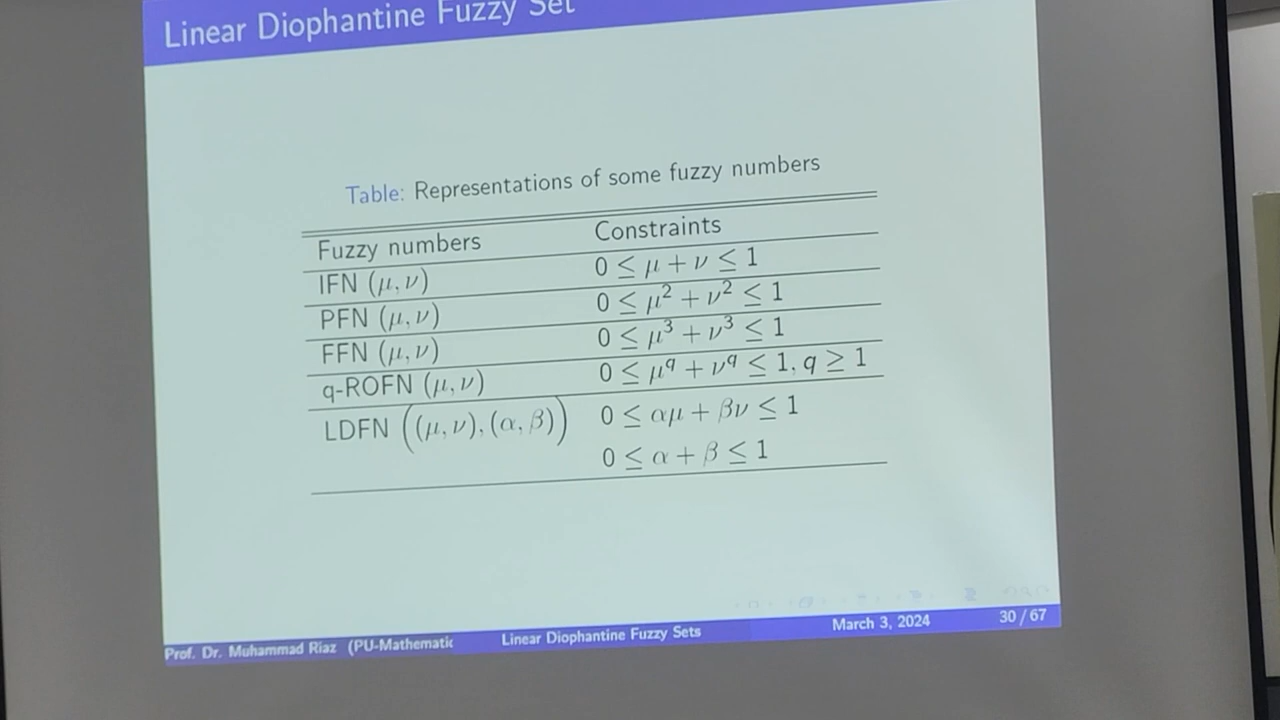 Linear Diophantine Fuzzy Set
Table: Representations of some fuzzy numbers
Fuzzy numbers Constraints
IFN (μ, ν) 0 ≤ μ + ν ≤ 1
PFN (μ, ν) 0 ≤ μ² + ν² ≤ 1
FFN (μ, ν) 0 ≤ μ³ + ν³ ≤ 1
q-ROFN (μ, ν) 0 ≤ μ^q + ν^q ≤ 1, q ≥ 1
LDFN ((μ, ν), (α, β)) 0 ≤ αμ + βν ≤ 1
0 ≤ α + β ≤ 1
Prof. Dr. Muhammad Riaz (PU-Mathematic Linear Diophantine Fuzzy Sets March 3, 2024 30 / 67